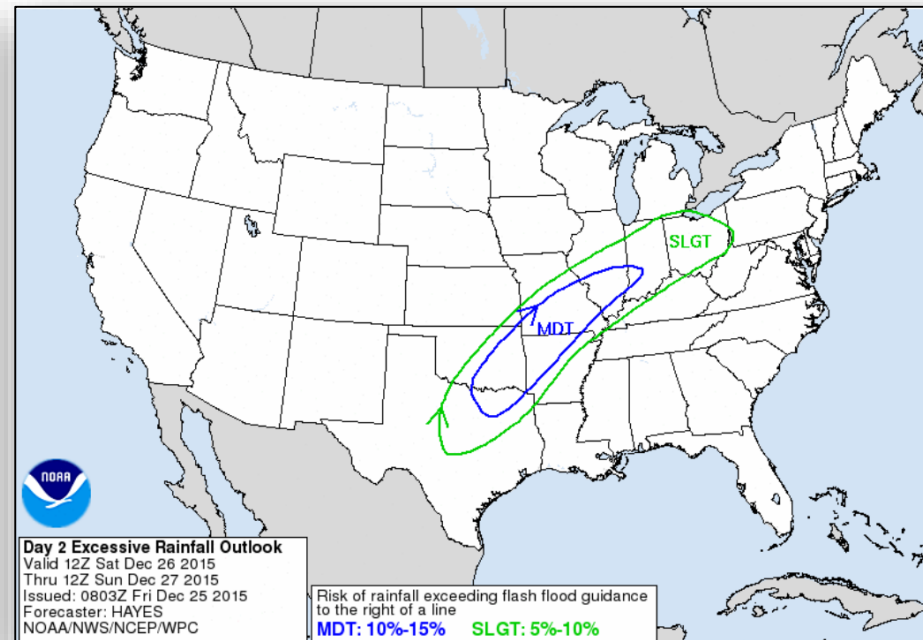 SLGT
MDT
NOAA
Day 2 Excessive Rainfall Outlook
Valid 12Z Sat Dec 26 2015
Thru 12Z Sun Dec 27 2015
Issued: 0803Z Fri Dec 25 2015
Forecaster: HAYES
NOAA/NWS/NCEP/WPC
Risk of rainfall exceeding flash flood guidance
to the right of a line
MDT: 10%-15% SLGT: 5%-10%